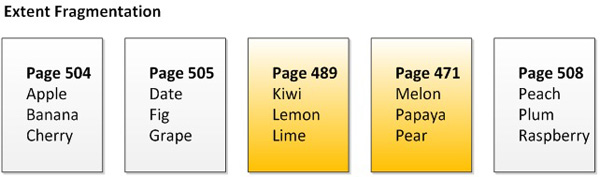 Extent Fragmentation
Page 504
Apple
Banana
Cherry
Page 505
Date
Fig
Grape
Page 489
Kiwi
Lemon
Lime
Page 471
Melon
Papaya
Pear
Page 508
Peach
Plum
Raspberry